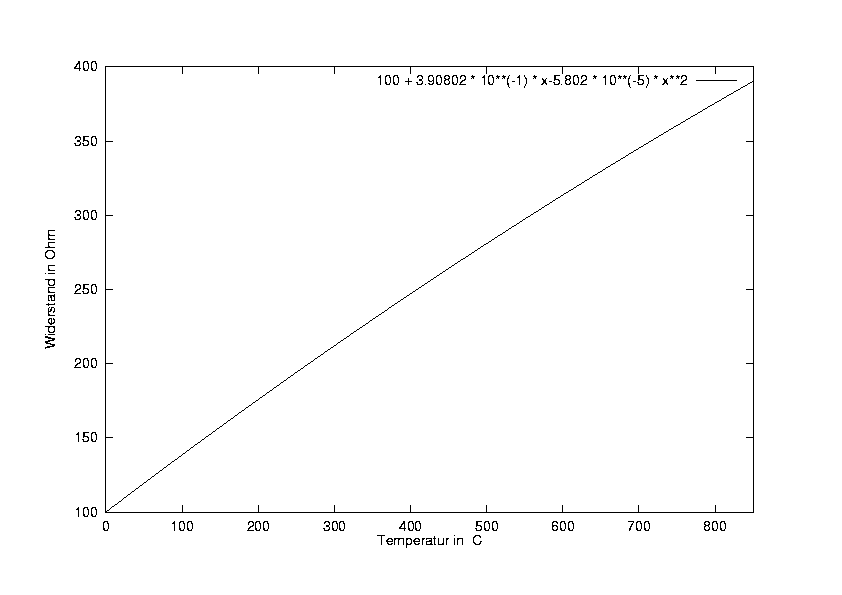 400
100 + 3.90802 * 10**(-1) * x-5.802 * 10**(-5) * x**2
350
300
250
200
150
100
Widerstand in Ohm
0 100 200 300 400 500 600 700 800
Temperatur in  C